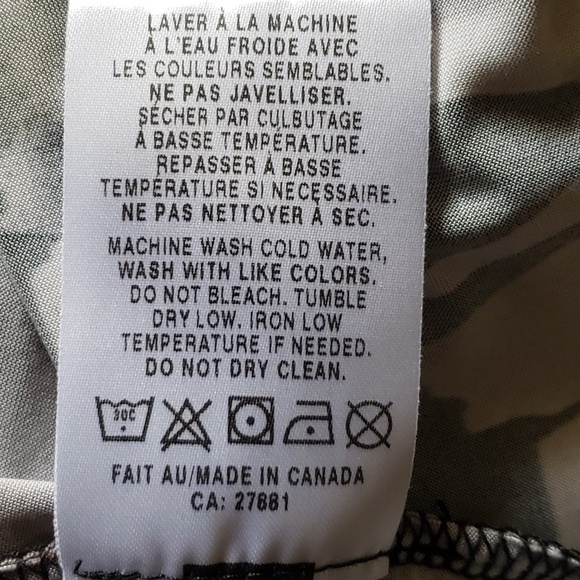 LAVER À LA MACHINE
À L'EAU FROIDE AVEC
LES COULEURS SEMBLABLES.
NE PAS JAVELLISER.
SÉCHER PAR CULBUTAGE
À BASSE TEMPÉRATURE.
REPASSER À BASSE
TEMPÉRATURE SI NÉCESSAIRE.
NE PAS NETTOYER À SEC.
MACHINE WASH COLD WATER,
WASH WITH LIKE COLORS.
DO NOT BLEACH. TUMBLE
DRY LOW. IRON LOW
TEMPERATURE IF NEEDED.
DO NOT DRY CLEAN.
30C
FAIT AU/MADE IN CANADA
CA: 27881